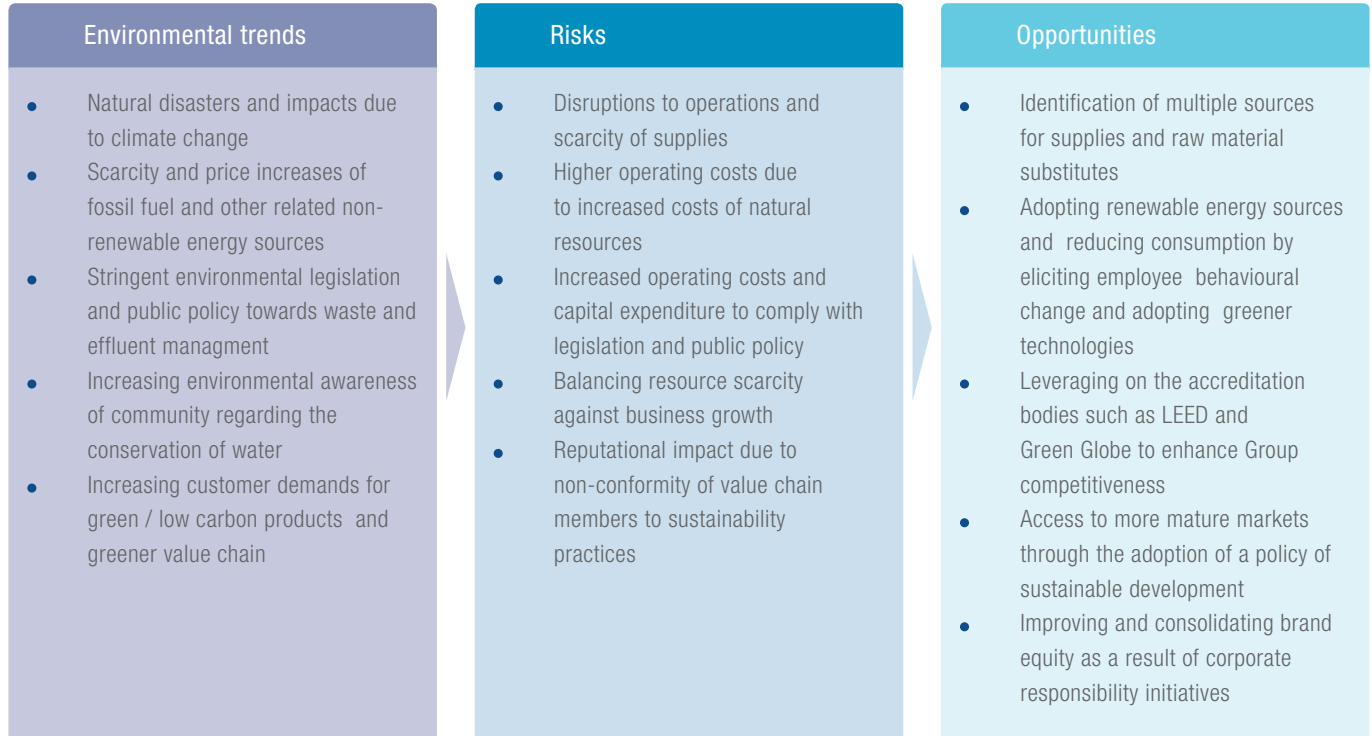 Environmental trends
• Natural disasters and impacts due
to climate change
• Scarcity and price increases of
fossil fuel and other related non-
renewable energy sources
• Stringent environmental legislation
and public policy towards waste and
effluent managment
• Increasing environmental awareness
of community regarding the
conservation of water
• Increasing customer demands for
green / low carbon products and
greener value chain
Risks
• Disruptions to operations and
scarcity of supplies
• Higher operating costs due
to increased costs of natural
resources
• Increased operating costs and
capital expenditure to comply with
legislation and public policy
• Balancing resource scarcity
against business growth
• Reputational impact due to
non-conformity of value chain
members to sustainability
practices
Opportunities
• Identification of multiple sources
for supplies and raw material
substitutes
• Adopting renewable energy sources
and reducing consumption by
eliciting employee behavioural
change and adopting greener
technologies
• Leveraging on the accreditation
bodies such as LEED and
Green Globe to enhance Group
competitiveness
• Access to more mature markets
through the adoption of a policy of
sustainable development
• Improving and consolidating brand
equity as a result of corporate
responsibility initiatives